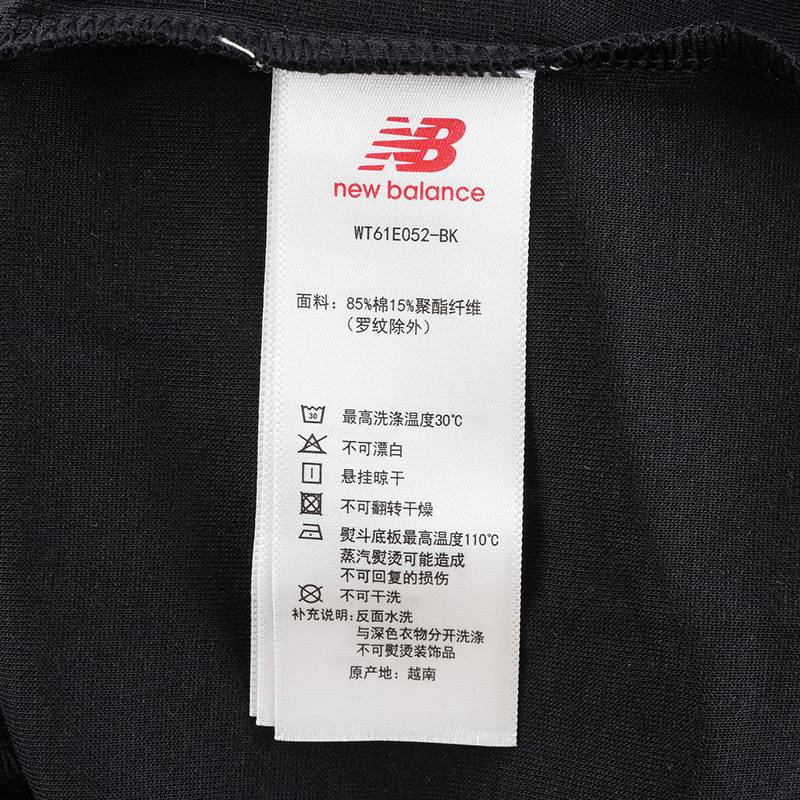 NB
new balance
WT61E052-BK
面料：85%棉15%聚酯纤维
（罗纹除外）
30
最高洗涤温度30℃
不可漂白
悬挂晾干
不可翻转干燥
熨斗底板最高温度110℃
蒸汽熨烫可能造成
不可回复的损伤
不可干洗
补充说明：反面水洗
与深色衣物分开洗涤
不可熨烫装饰品
原产地：越南